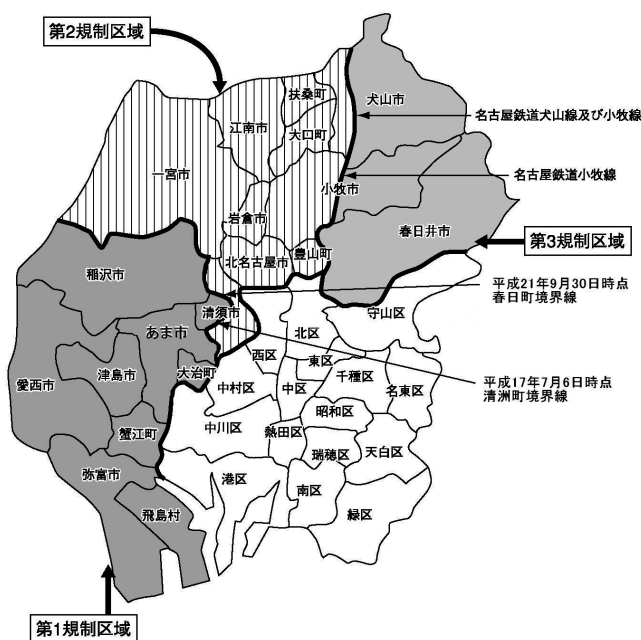 第2規制区域
扶桑町
犬山市
江南市
大口町
名古屋鉄道犬山線及び小牧線
一宮市
名古屋鉄道小牧線
小牧市
岩倉市
春日井市
第3規制区域
豊山町
北名古屋市
稲沢市
平成21年9月30日時点
春日町境界線
清須市
守山区
北区
あま市
西区
東区
大治町
千種区
津島市
愛西市
中村区
中区
名東区
平成17年7月6日時点
清洲町境界線
昭和区
蟹江町
中川区
熱田区
瑞穂区
天白区
弥富市
港区
南区
飛島村
緑区
第1規制区域